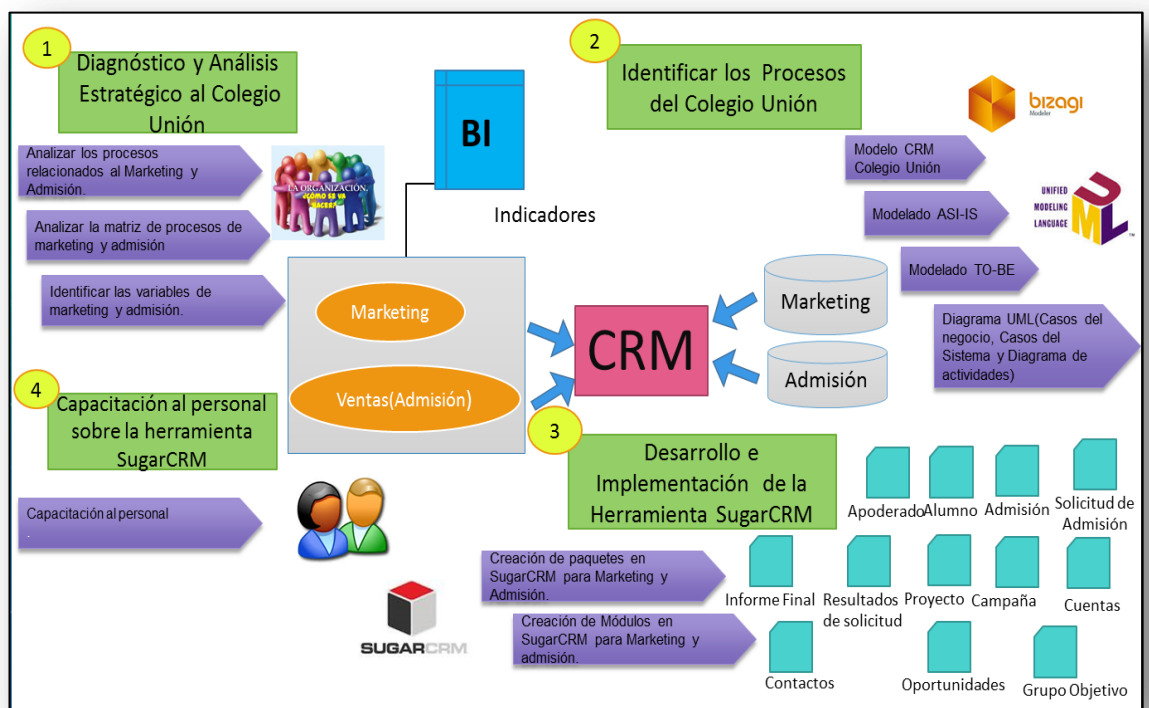 1
Diagnóstico y Análisis
Estratégico al Colegio
Unión
Analizar los procesos
relacionados al Marketing y
Admisión.
Analizar la matriz de procesos de
marketing y admisión
Identificar las variables de
marketing y admisión.
LA ORGANIZACIÓN.
¿CÓMO SE VA
HACER?
BI
Indicadores
2
Identificar los Procesos
del Colegio Unión
bizagi
Modeler
Modelo CRM
Colegio Unión
Modelado ASI-IS
UNIFIED
MODELING
LANGUAGE
UML
TM
Modelado TO-BE
Diagrama UML(Casos del
negocio, Casos del
Sistema y Diagrama de
actividades)
Marketing
Ventas(Admisión)
CRM
Marketing
Admisión
4
Capacitación al personal
sobre la herramienta
SugarCRM
Capacitación al personal
.
SUGARCRM
3
Desarrollo e
Implementación de la
Herramienta SugarCRM
Creación de paquetes en
SugarCRM para Marketing y
Admisión.
Creación de Módulos en
SugarCRM para Marketing y
admisión.
Apoderado
Alumno
Admisión
Solicitud de
Admisión
Informe Final
Resultados
de solicitud
Proyecto
Campaña
Cuentas
Contactos
Oportunidades
Grupo Objetivo